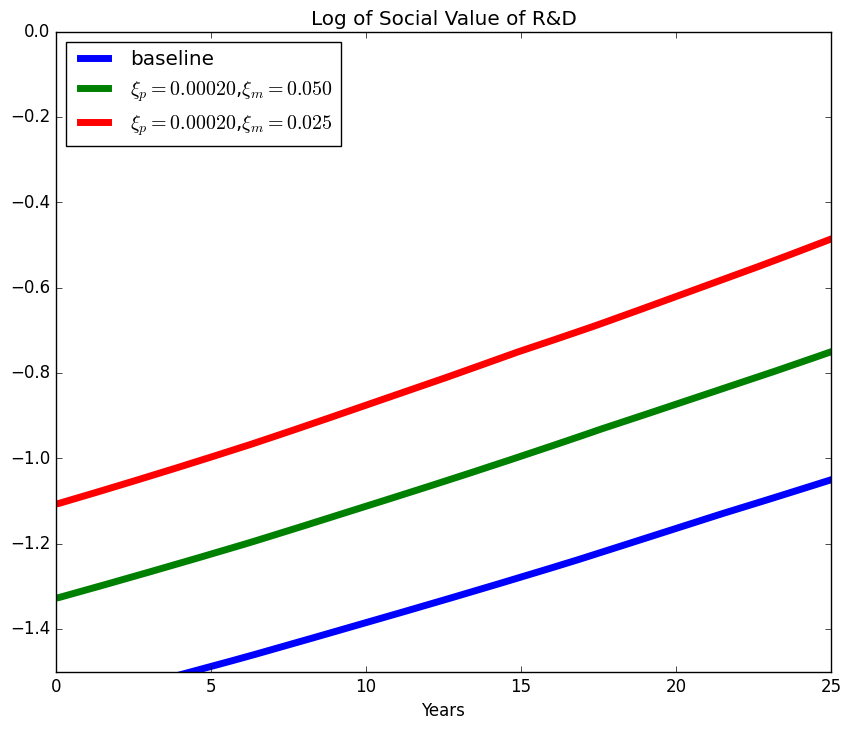 Log of Social Value of R&D
0.0
baseline
ξp = 0.00020,ξm = 0.050
ξp = 0.00020,ξm = 0.025
−0.2
−0.4
−0.6
−0.8
−1.0
−1.2
−1.4
0 5 10 15 20 25
Years